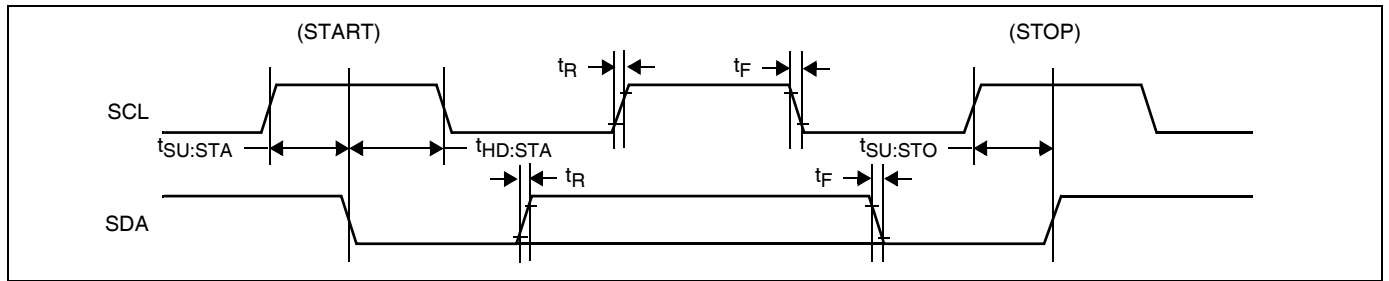 (START)
(STOP)
tR
tF
SCL
tSU:STA
tHD:STA
tSU:STO
tR
tF
SDA